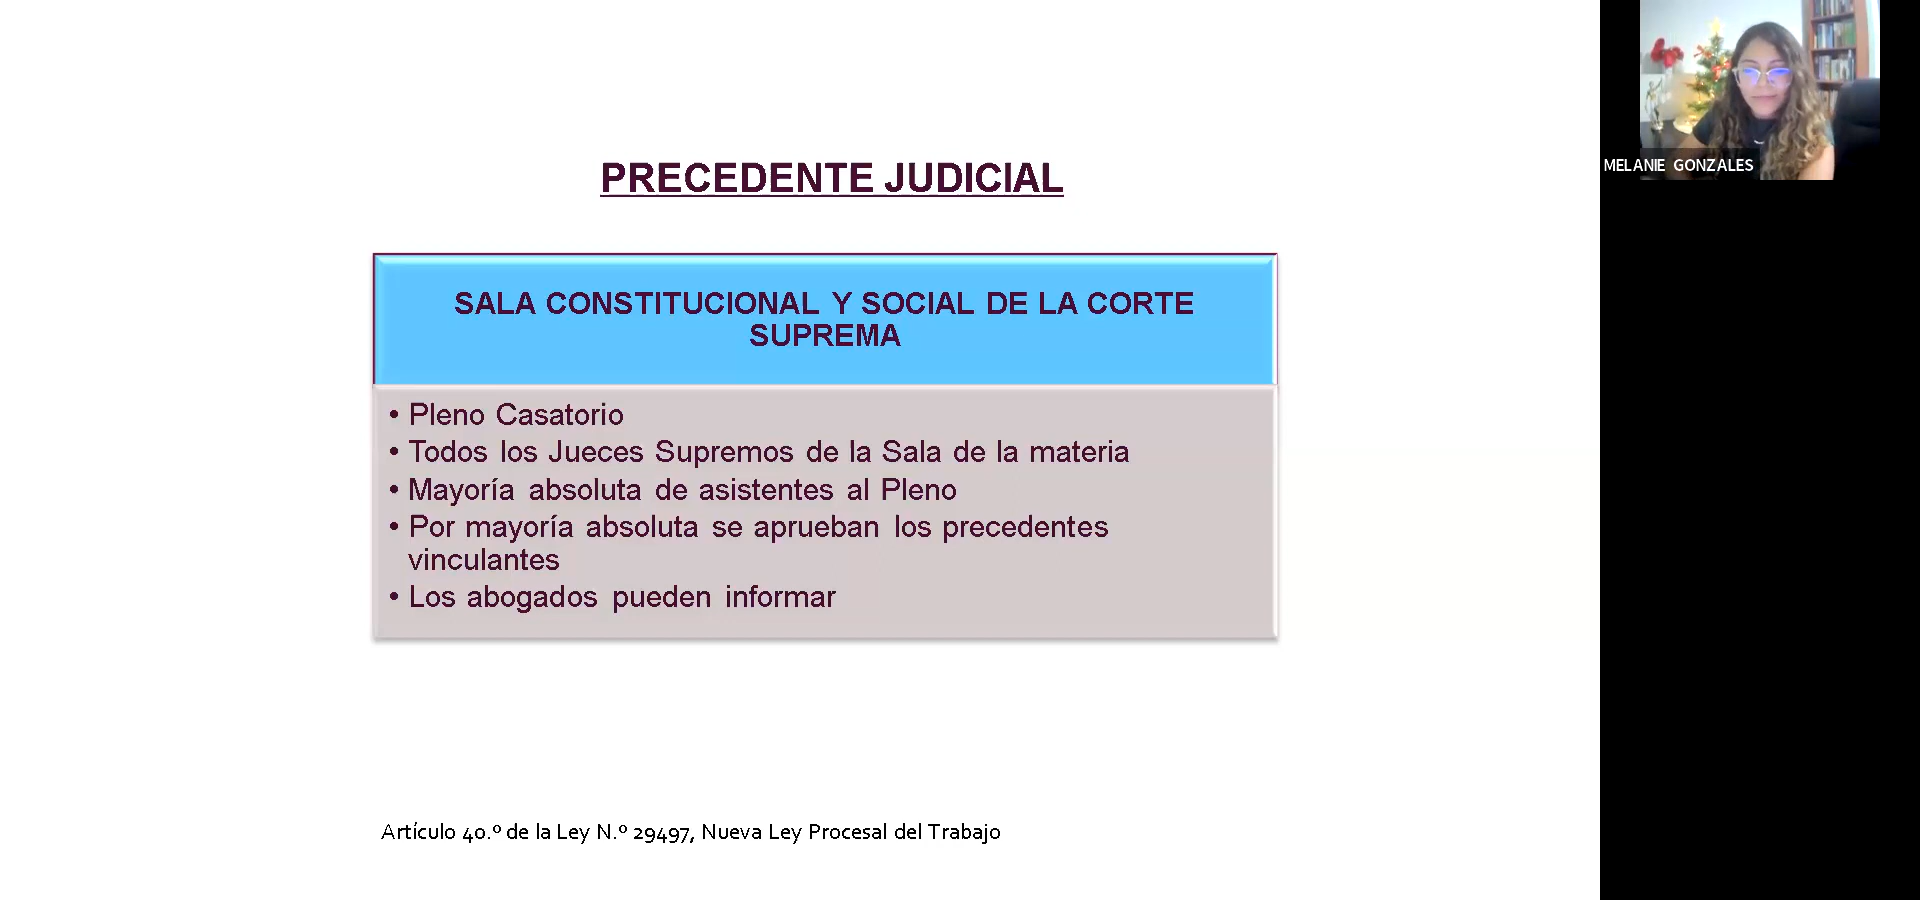 PRECEDENTE JUDICIAL
SALA CONSTITUCIONAL Y SOCIAL DE LA CORTE
SUPREMA
• Pleno Casatorio
• Todos los Jueces Supremos de la Sala de la materia
• Mayoría absoluta de asistentes al Pleno
• Por mayoría absoluta se aprueban los precedentes
vinculantes
• Los abogados pueden informar
Artículo 40.º de la Ley N.º 29497, Nueva Ley Procesal del Trabajo
MELANIE GONZALES